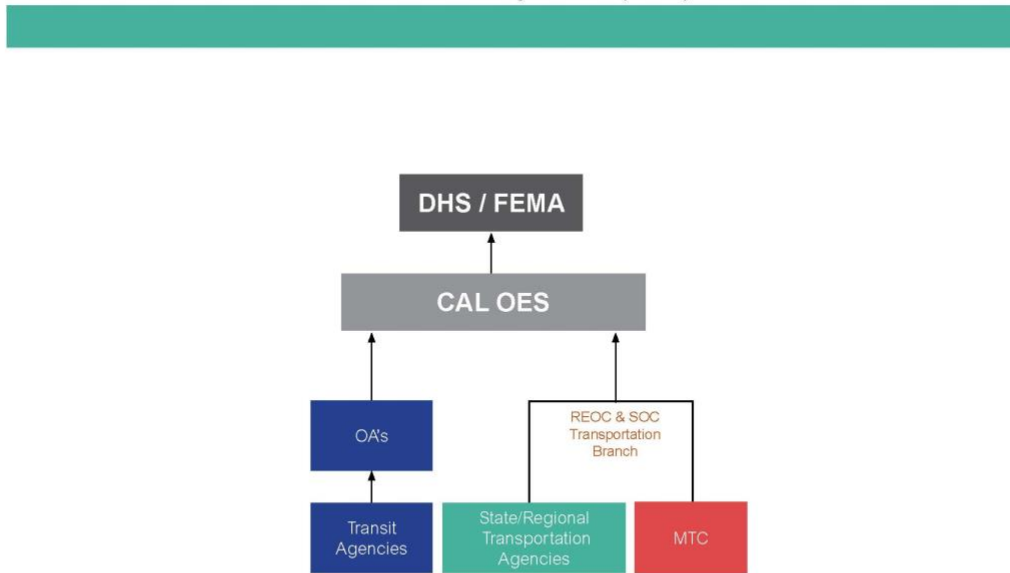 DHS / FEMA
CAL OES
OA's
REOC & SOC
Transportation
Branch
Transit
Agencies
State/Regional
Transportation
Agencies
MTC